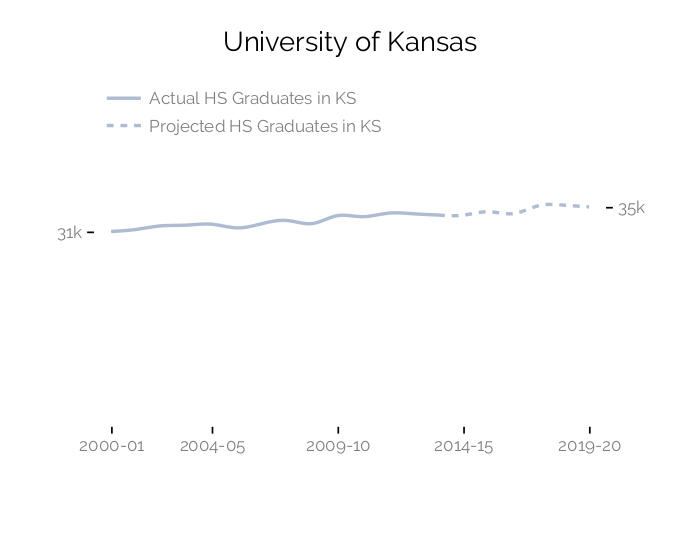 University of Kansas
Actual HS Graduates in KS
Projected HS Graduates in KS
35k
31k
2000-01 2004-05 2009-10 2014-15 2019-20